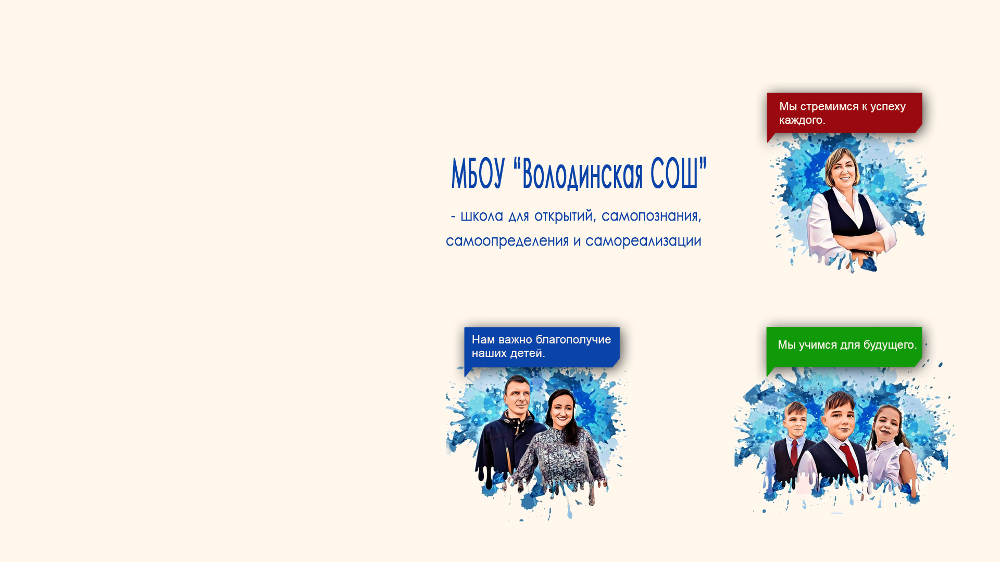 Мы стремимся к успеху
каждого.
МБОУ “Володинская СОШ”
- школа для открытий, самопознания,
самоопределения и самореализации
Нам важно благополучие
наших детей.
Мы учимся для будущего.